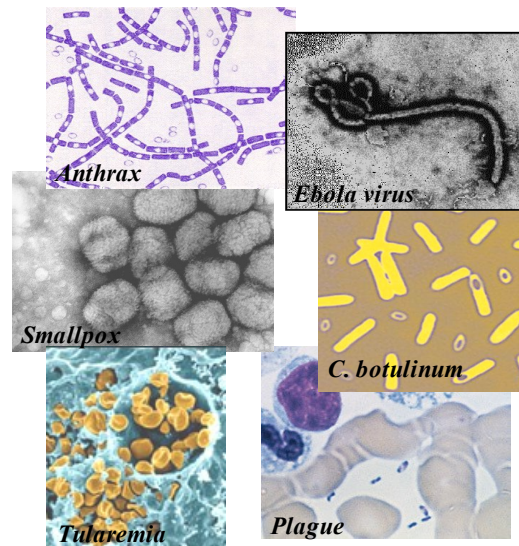 Anthrax
Ebola virus
Smallpox
C. botulinum
Tularemia
Plague